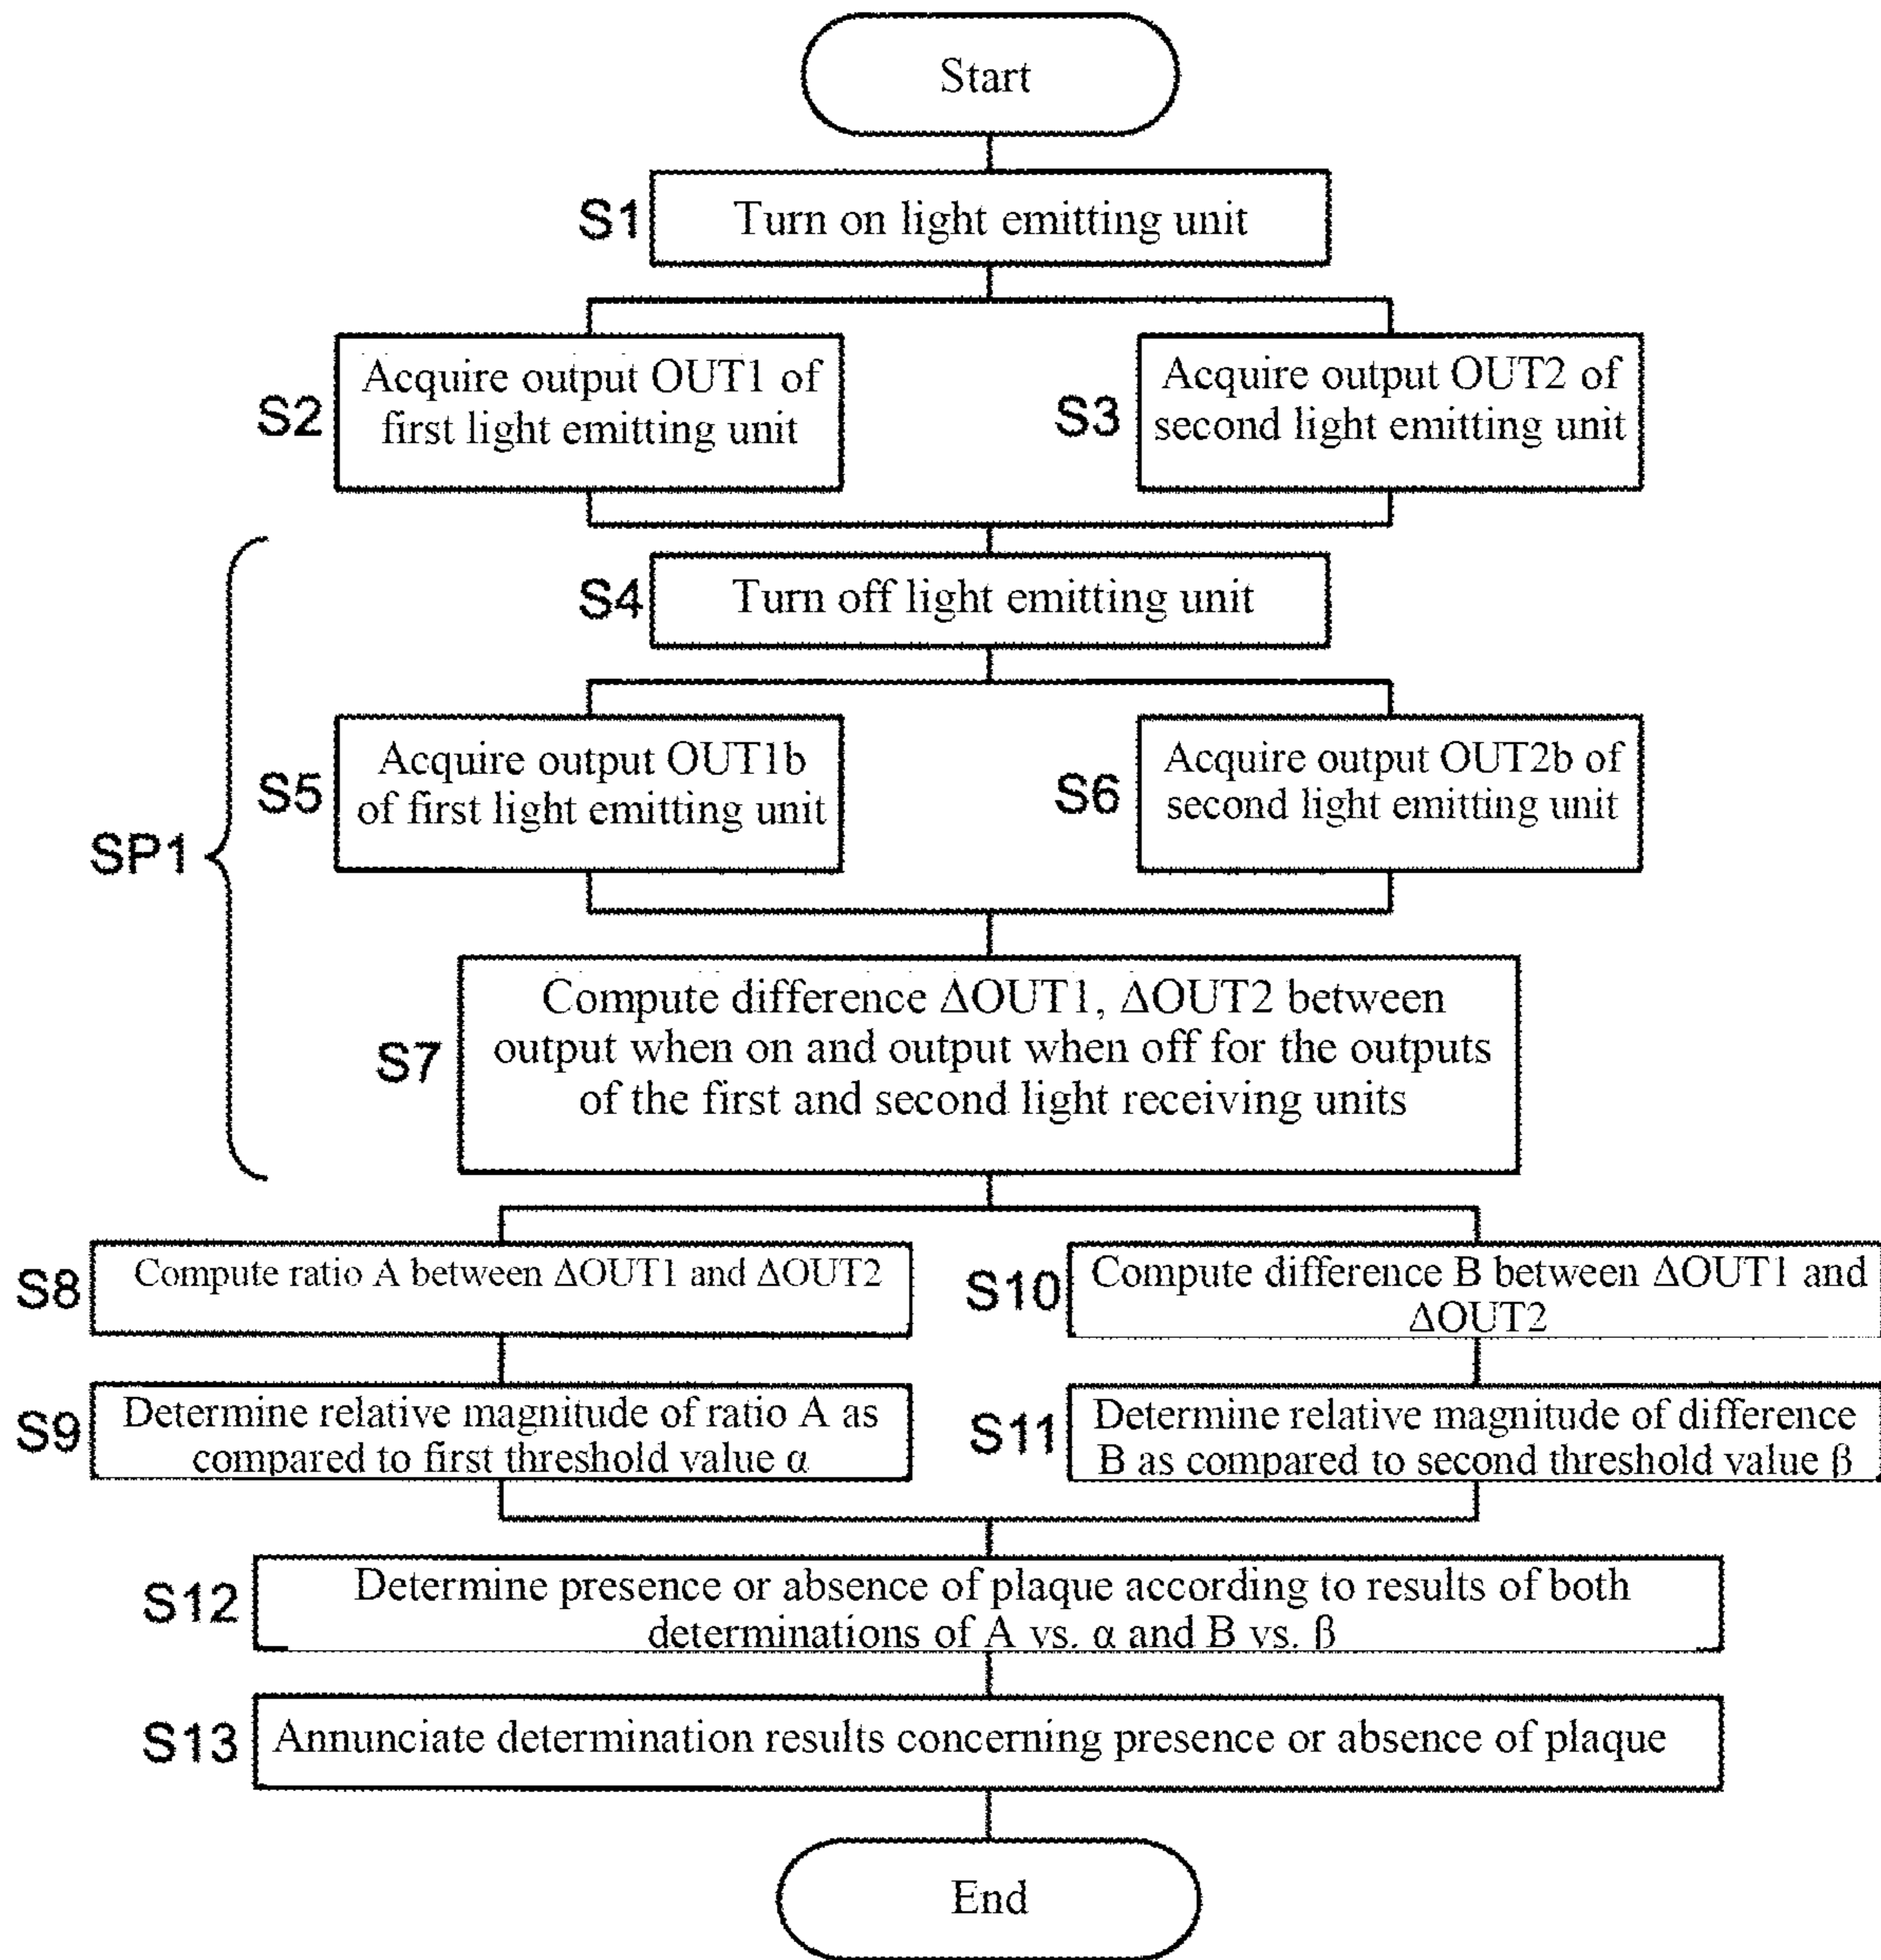 Start
S1
Turn on light emitting unit
S2
Acquire output OUT1 of
first light emitting unit
S3
Acquire output OUT2 of
second light emitting unit
SP1
S4
Turn off light emitting unit
S5
Acquire output OUT1b
of first light emitting unit
S6
Acquire output OUT2b of
second light emitting unit
S7
Compute difference ΔOUT1, ΔOUT2 between
output when on and output when off for the outputs
of the first and second light receiving units
S8
Compute ratio A between ΔOUT1 and ΔOUT2
S10
Compute difference B between ΔOUT1 and
ΔOUT2
S9
Determine relative magnitude of ratio A as
compared to first threshold value α
S11
Determine relative magnitude of difference
B as compared to second threshold value β
S12
Determine presence or absence of plaque according to results of both
determinations of A vs. α and B vs. β
S13
Annunciate determination results concerning presence or absence of plaque
End